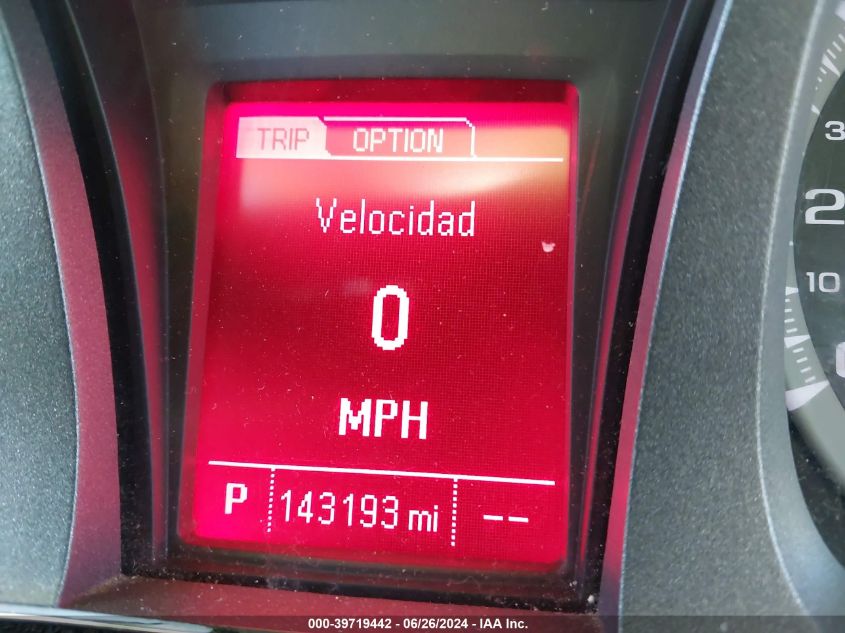 TRIP OPTION
Velocidad
0
MPH
P 143193 mi --
3
2
10
000-39719442 - 06/26/2024 - IAA Inc.